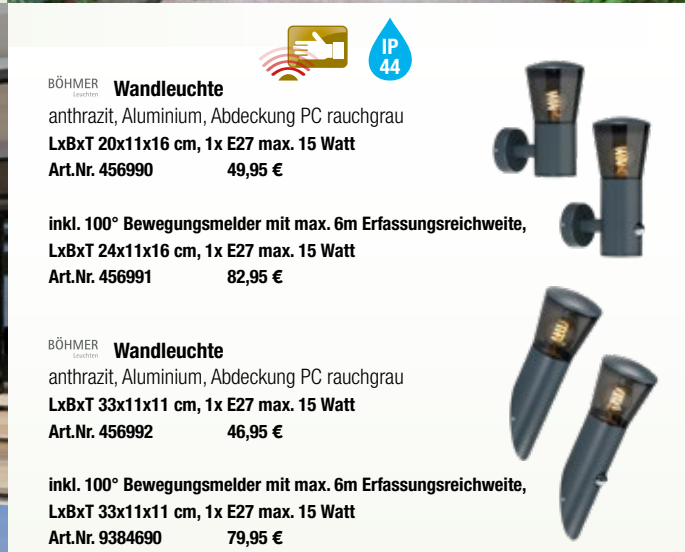 IP
44
BÖHMER Wandleuchte
Leuchten
anthrazit, Aluminium, Abdeckung PC rauchgrau
LxBxT 20x11x16 cm, 1x E27 max. 15 Watt
Art.Nr. 456990 49,95 €
inkl. 100° Bewegungsmelder mit max. 6m Erfassungsreichweite,
LxBxT 24x11x16 cm, 1x E27 max. 15 Watt
Art.Nr. 456991 82,95 €
BÖHMER Wandleuchte
Leuchten
anthrazit, Aluminium, Abdeckung PC rauchgrau
LxBxT 33x11x11 cm, 1x E27 max. 15 Watt
Art.Nr. 456992 46,95 €
inkl. 100° Bewegungsmelder mit max. 6m Erfassungsreichweite,
LxBxT 33x11x11 cm, 1x E27 max. 15 Watt
Art.Nr. 9384690 79,95 €